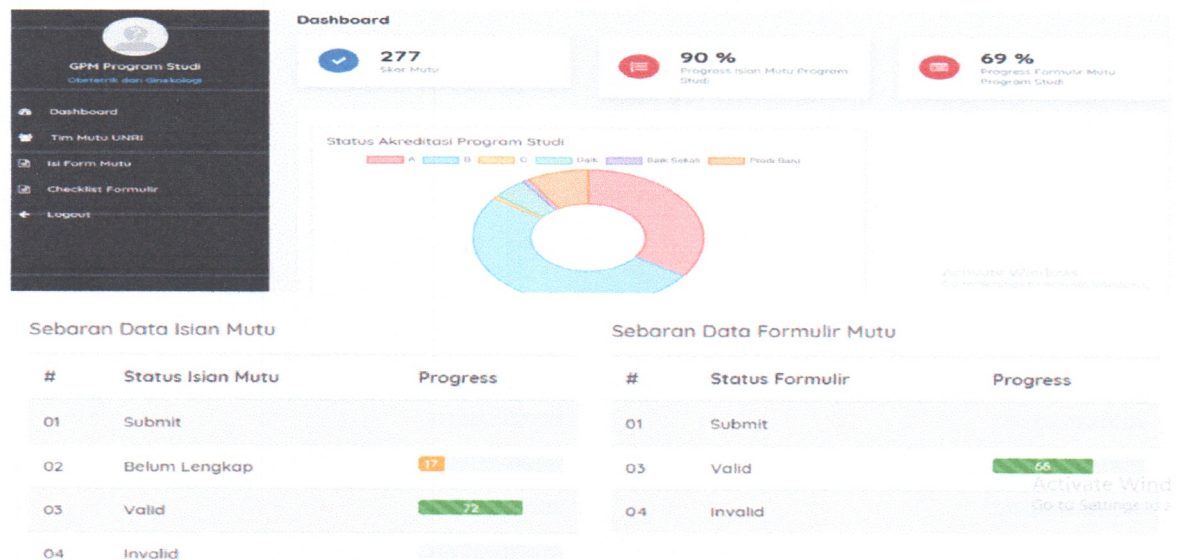 Dashboard
GPM Program Studi
Obstetrik dan Ginekologi
Dashboard
Tim Mutu UNRI
Isi Form Mutu
Checklist Formulir
Logout
277
Skor Mutu
90 %
Progress Isian Mutu Program
Studi
69 %
Progress Formulir Mutu
Program Studi
Status Akreditasi Program Studi
A B C Baik Baik Sekali Prodi Baru
Activate Windows
Sebaran Data Isian Mutu
# Status Isian Mutu Progress
01 Submit
02 Belum Lengkap 17
03 Valid 72
04 Invalid
Sebaran Data Formulir Mutu
# Status Formulir Progress
01 Submit
03 Valid 66
04 Invalid
Activate Wind
Go to Settings to a